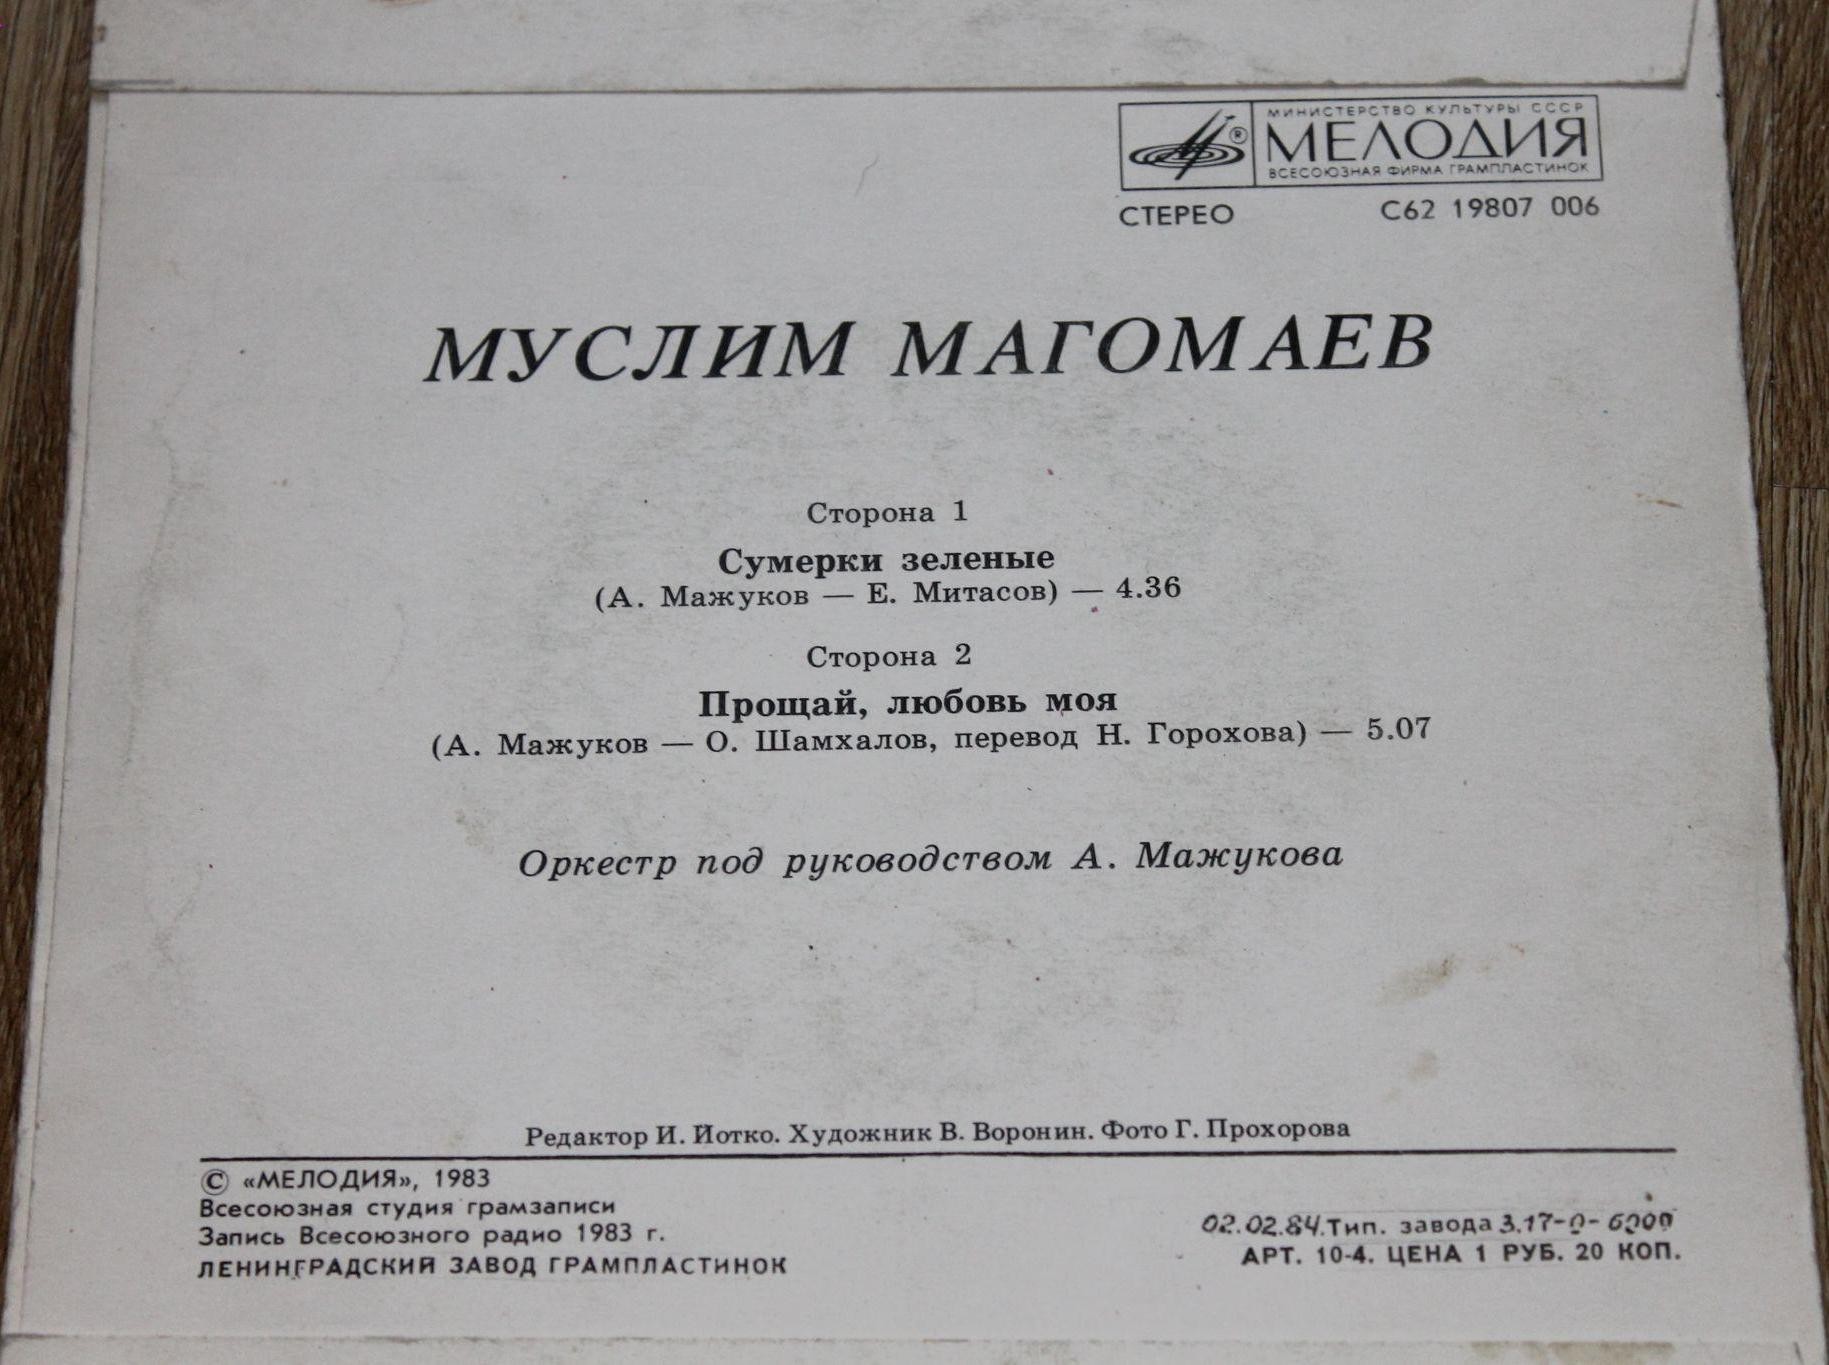 МИНИСТЕРСТВО КУЛЬТУРЫ СССР
МЕЛОДИЯ
ВСЕСОЮЗНАЯ ФИРМА ГРАМПЛАСТИНОК
СТЕРЕО С62 19807 006
МУСЛИМ МАГОМАЕВ
Сторона 1
Сумерки зеленые
(А. Мажуков — Е. Митасов) — 4.36
Сторона 2
Прощай, любовь моя
(А. Мажуков — О. Шамхалов, перевод Н. Горохова) — 5.07
Оркестр под руководством А. Мажукова
Редактор И. Йотко. Художник В. Воронин. Фото Г. Прохорова
© «МЕЛОДИЯ», 1983
Всесоюзная студия грамзаписи
Запись Всесоюзного радио 1983 г.
ЛЕНИНГРАДСКИЙ ЗАВОД ГРАМПЛАСТИНОК
02.02.84. Тип. завода 3.17-0-6000
АРТ. 10-4. ЦЕНА 1 РУБ. 20 КОП.